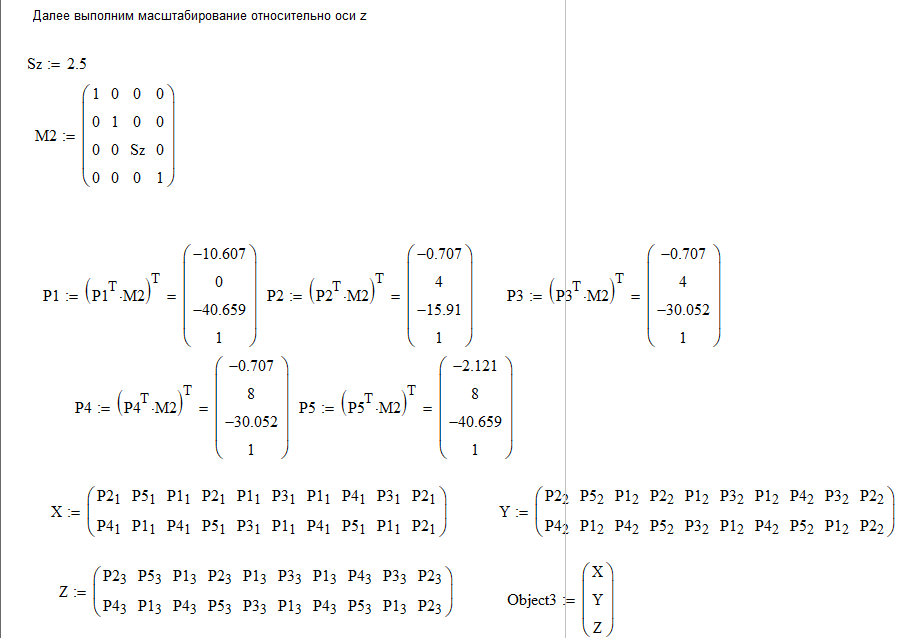 Далее выполним масштабирование относительно оси z
Sz := 2.5
M2 := ( 1 0 0 0
0 1 0 0
0 0 Sz 0
0 0 0 1 )
P1 := (P1^T·M2)^T = ( −10.607 0 −40.659 1 ) P2 := (P2^T·M2)^T = ( −0.707 4 −15.91 1 ) P3 := (P3^T·M2)^T = ( −0.707 4 −30.052 1 )
P4 := (P4^T·M2)^T = ( −0.707 8 −30.052 1 ) P5 := (P5^T·M2)^T = ( −2.121 8 −40.659 1 )
X := ( P2₁ P5₁ P1₁ P2₁ P1₁ P3₁ P1₁ P4₁ P3₁ P2₁
P4₁ P1₁ P4₁ P5₁ P3₁ P1₁ P4₁ P5₁ P1₁ P2₁ )
Y := ( P2₂ P5₂ P1₂ P2₂ P1₂ P3₂ P1₂ P4₂ P3₂ P2₂
P4₂ P1₂ P4₂ P5₂ P3₂ P1₂ P4₂ P5₂ P1₂ P2₂ )
Z := ( P2₃ P5₃ P1₃ P2₃ P1₃ P3₃ P1₃ P4₃ P3₃ P2₃
P4₃ P1₃ P4₃ P5₃ P3₃ P1₃ P4₃ P5₃ P1₃ P2₃ )
Object3 := ( X
Y
Z )